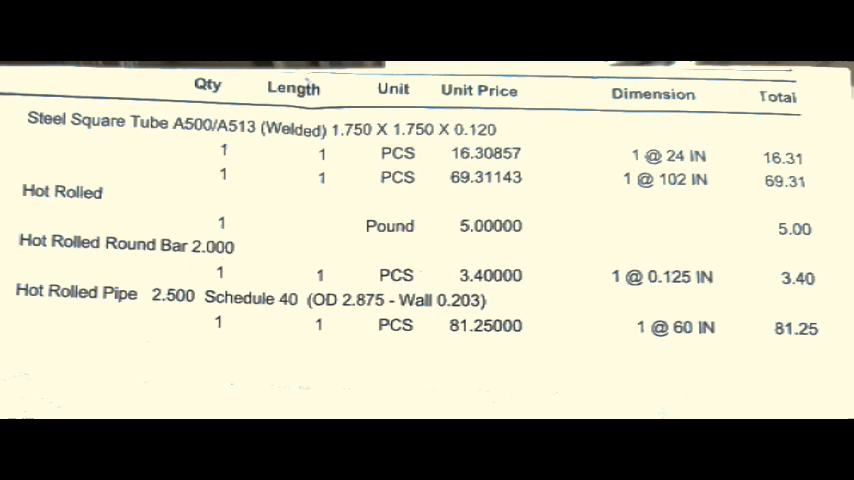 Qty Length Unit Unit Price Dimension Total
Steel Square Tube A500/A513 (Welded) 1.750 X 1.750 X 0.120
1 1 PCS 16.30857 1 @ 24 IN 16.31
1 1 PCS 69.31143 1 @ 102 IN 69.31
Hot Rolled
1 Pound 5.00000 5.00
Hot Rolled Round Bar 2.000
1 1 PCS 3.40000 1 @ 0.125 IN 3.40
Hot Rolled Pipe 2.500 Schedule 40 (OD 2.875 - Wall 0.203)
1 1 PCS 81.25000 1 @ 60 IN 81.25